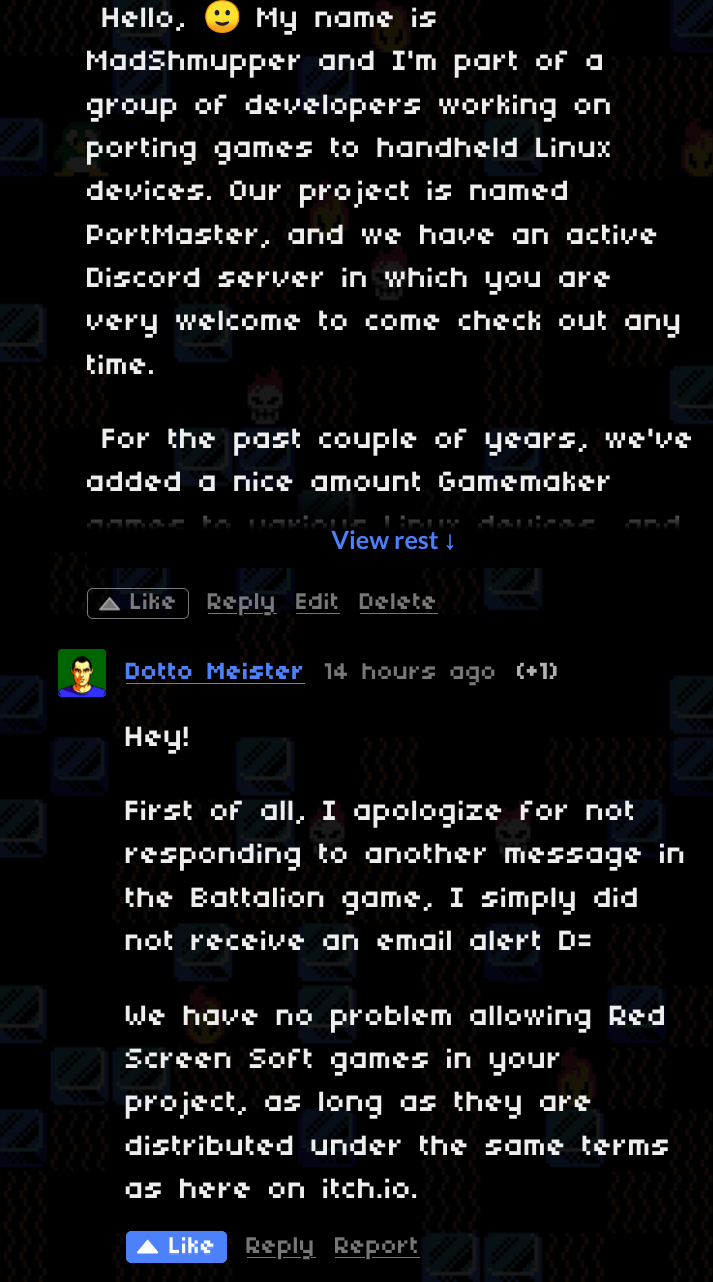 Hello, 🙂 My name is
MadShmupper and I'm part of a
group of developers working on
porting games to handheld Linux
devices. Our project is named
PortMaster, and we have an active
Discord server in which you are
very welcome to come check out any
time.
For the past couple of years, we've
added a nice amount Gamemaker
games to various Linux devices, and
View rest ↓
Like Reply Edit Delete
Dotto Meister 14 hours ago (+1)
Hey!
First of all, I apologize for not
responding to another message in
the Battalion game, I simply did
not receive an email alert D=
We have no problem allowing Red
Screen Soft games in your
project, as long as they are
distributed under the same terms
as here on itch.io.
Like Reply Report